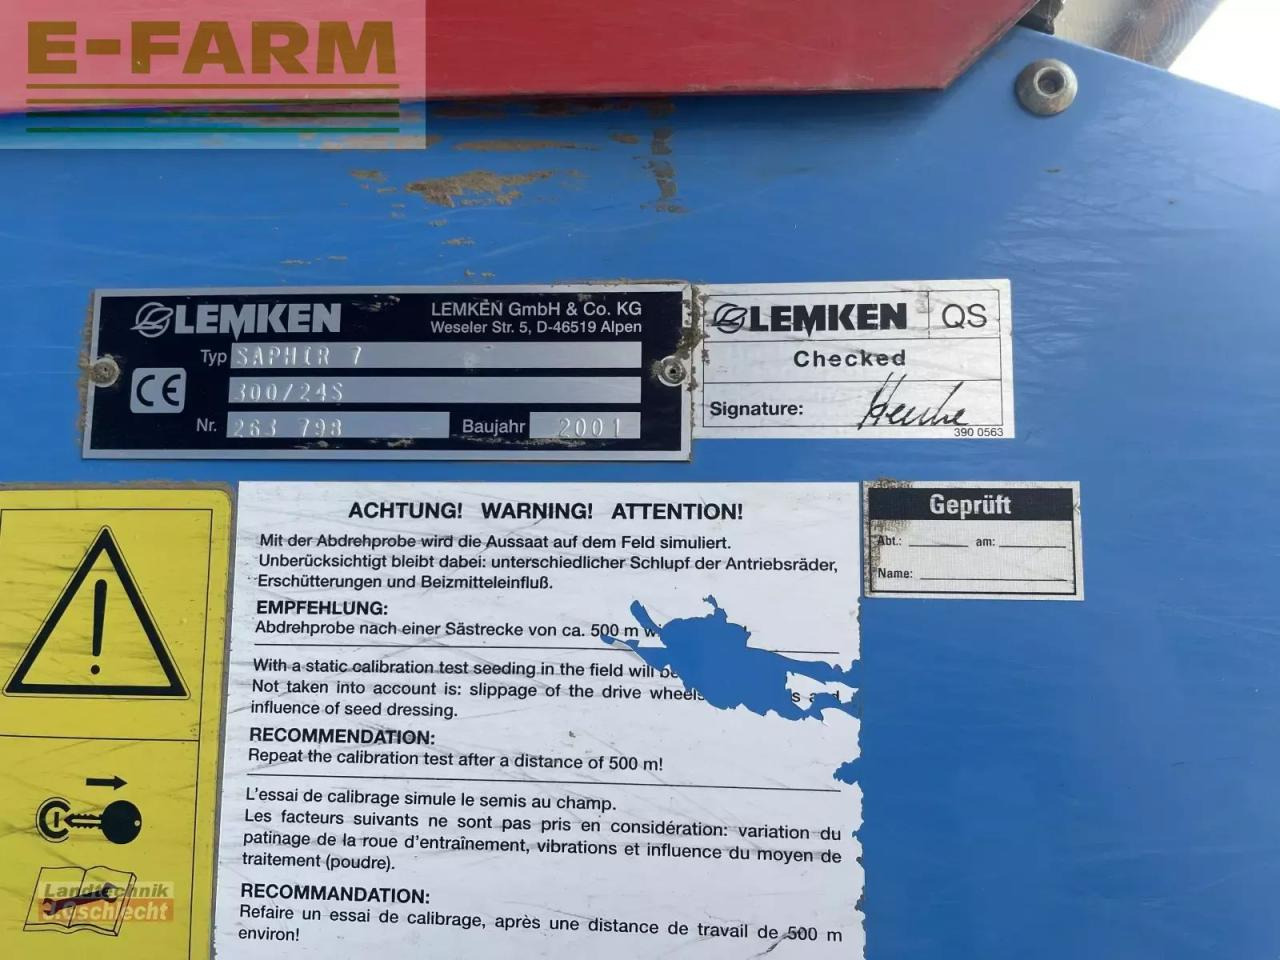 E-FARM
LEMKEN
LEMKEN GmbH & Co. KG
Weseler Str. 5, D-46519 Alpen
Typ SAPHIR 7
300/24S
CE
Nr. 263 798 Baujahr 2001
LEMKEN QS
Checked
Signature:
390 0563
Geprüft
Abt.: am:
Name:
ACHTUNG! WARNING! ATTENTION!
Mit der Abdrehprobe wird die Aussaat auf dem Feld simuliert.
Unberücksichtigt bleibt dabei: unterschiedlicher Schlupf der Antriebsräder,
Erschütterungen und Beizmitteleinfluß.
EMPFEHLUNG:
Abdrehprobe nach einer Sästrecke von ca. 500 m
With a static calibration test seeding in the field will
Not taken into account is: slippage of the drive wheels and
influence of seed dressing.
RECOMMENDATION:
Repeat the calibration test after a distance of 500 m!
L'essai de calibrage simule le semis au champ.
Les facteurs suivants ne sont pas pris en considération: variation du
patinage de la roue d'entraînement, vibrations et influence du moyen de
traitement (poudre).
RECOMMANDATION:
Refaire un essai de calibrage, après une distance de travail de 500 m
environ!
Landtechnik
J.Gschlecht